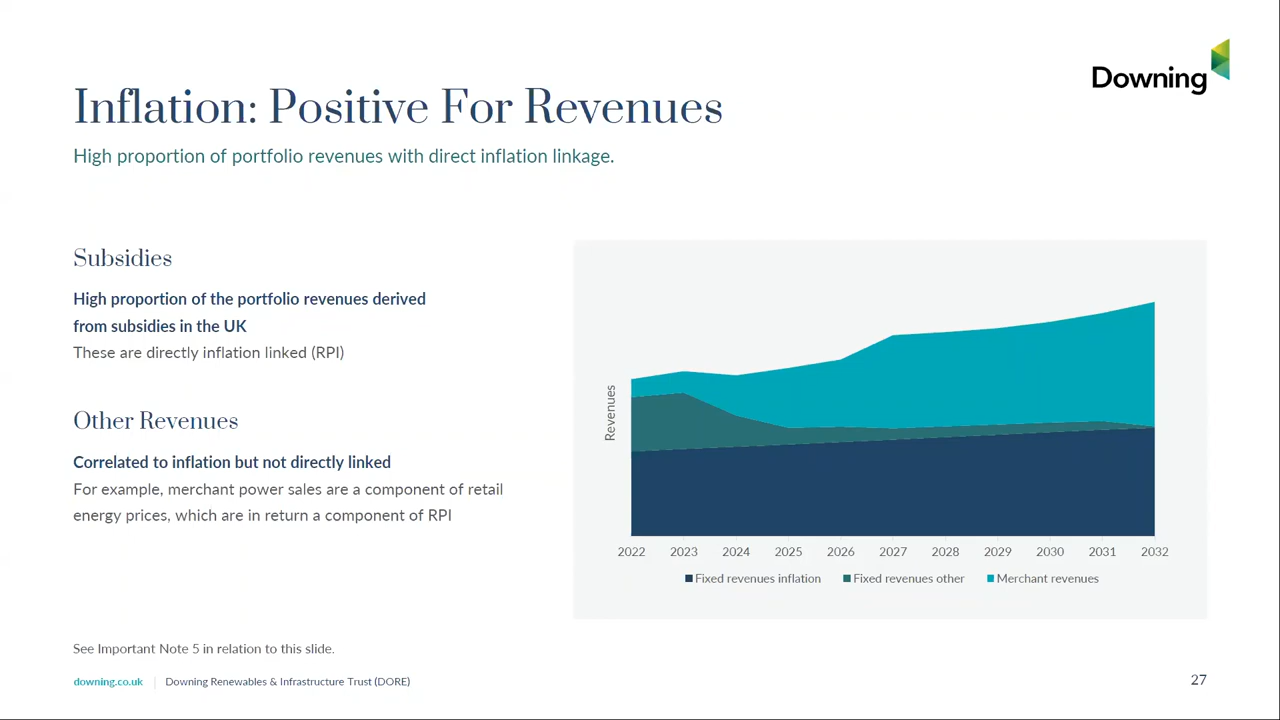 Downing
Inflation: Positive For Revenues
High proportion of portfolio revenues with direct inflation linkage.
Subsidies
High proportion of the portfolio revenues derived
from subsidies in the UK
These are directly inflation linked (RPI)
Other Revenues
Correlated to inflation but not directly linked
For example, merchant power sales are a component of retail
energy prices, which are in return a component of RPI
Revenues
2022 2023 2024 2025 2026 2027 2028 2029 2030 2031 2032
Fixed revenues inflation Fixed revenues other Merchant revenues
See Important Note 5 in relation to this slide.
downing.co.uk Downing Renewables & Infrastructure Trust (DORE)
27